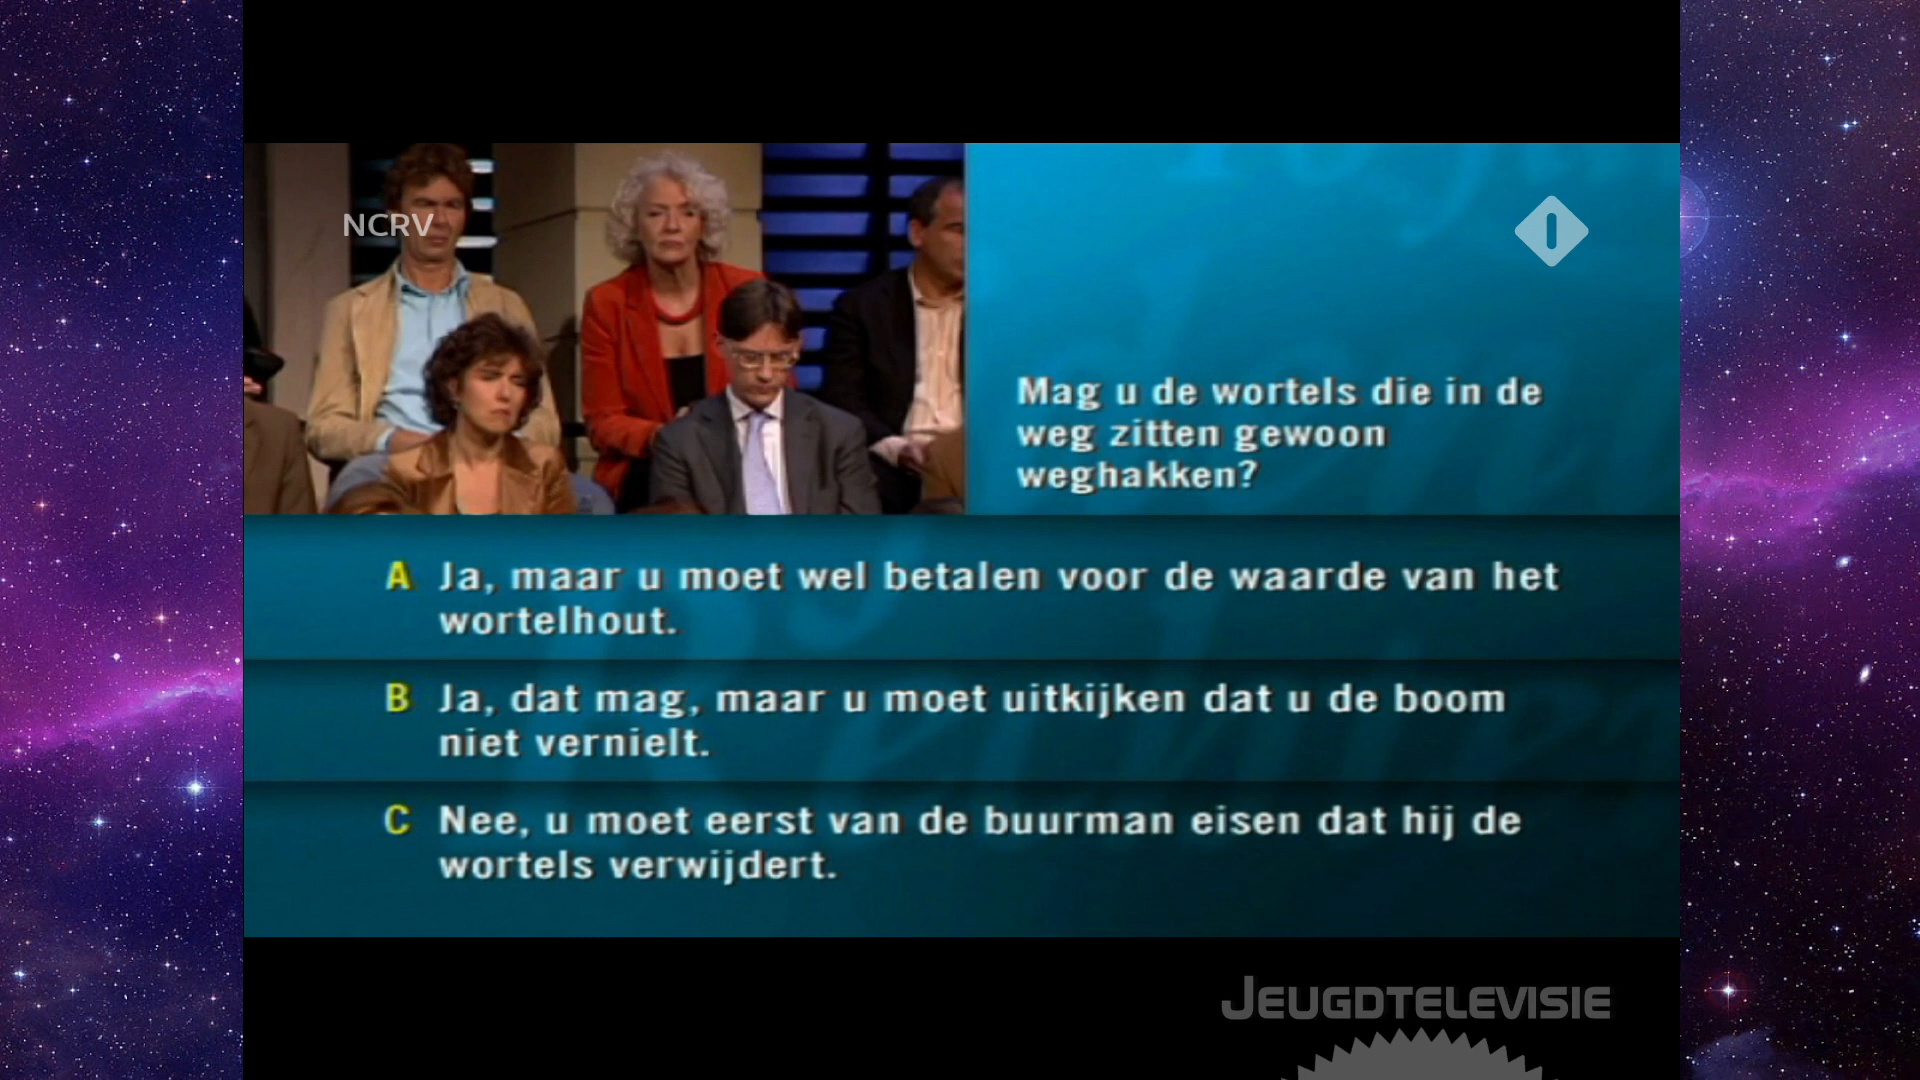 NCRV
Mag u de wortels die in de
weg zitten gewoon
weghakken?
A Ja, maar u moet wel betalen voor de waarde van het
wortelhout.
B Ja, dat mag, maar u moet uitkijken dat u de boom
niet vernielt.
C Nee, u moet eerst van de buurman eisen dat hij de
wortels verwijdert.
JEUGDTELEVISIE